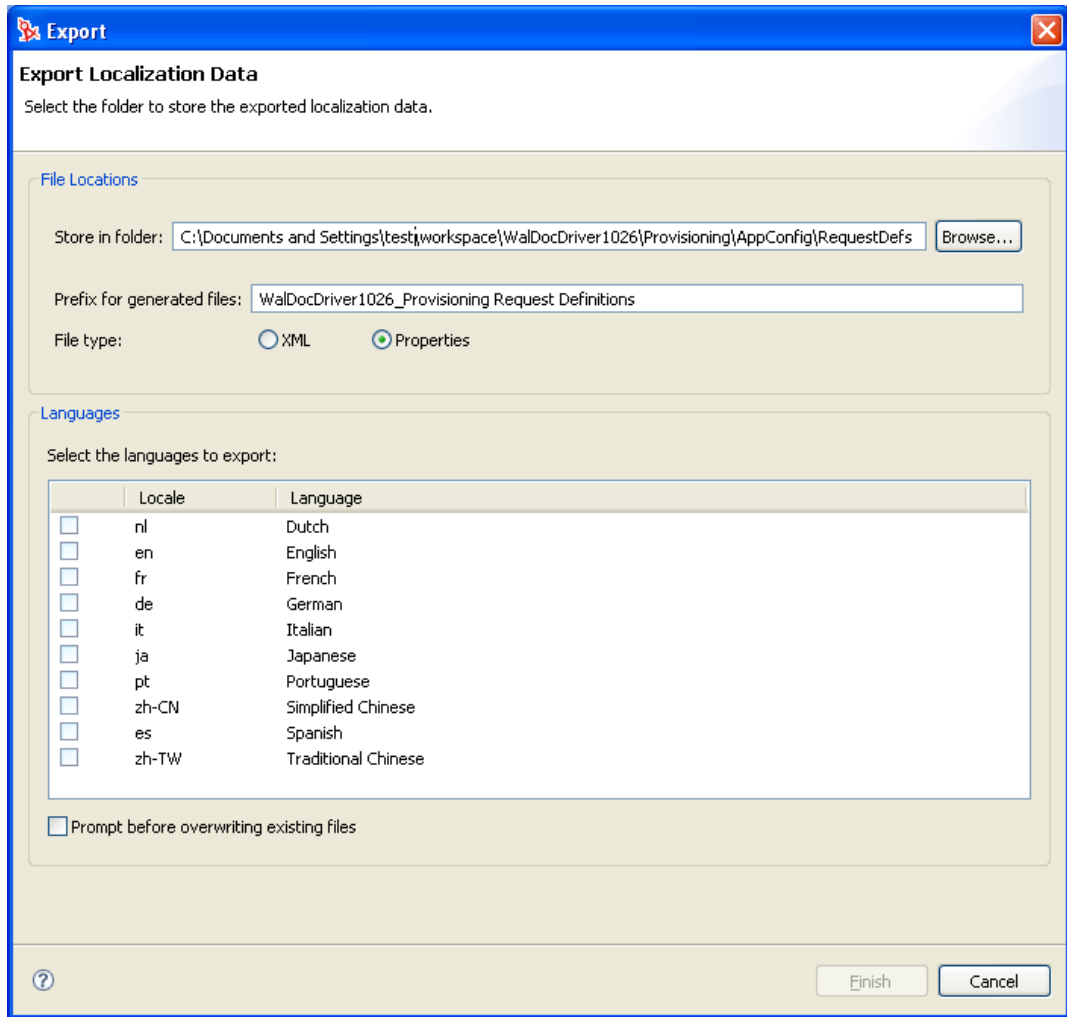 Export
Export Localization Data
Select the folder to store the exported localization data.
File Locations
Store in folder: C:\Documents and Settings\test\workspace\WalDocDriver1026\Provisioning\AppConfig\RequestDefs Browse...
Prefix for generated files: WalDocDriver1026_Provisioning Request Definitions
File type: XML Properties
Languages
Select the languages to export:
Locale Language
nl Dutch
en English
fr French
de German
it Italian
ja Japanese
pt Portuguese
zh-CN Simplified Chinese
es Spanish
zh-TW Traditional Chinese
Prompt before overwriting existing files
? Finish Cancel